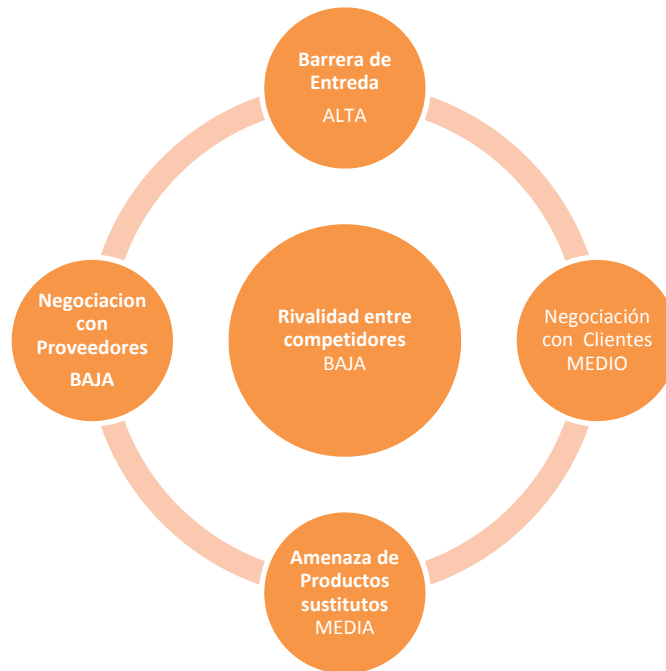 Barrera de
Entreda
ALTA
Negociacion
con
Proveedores
BAJA
Rivalidad entre
competidores
BAJA
Negociación
con Clientes
MEDIO
Amenaza de
Productos
sustitutos
MEDIA